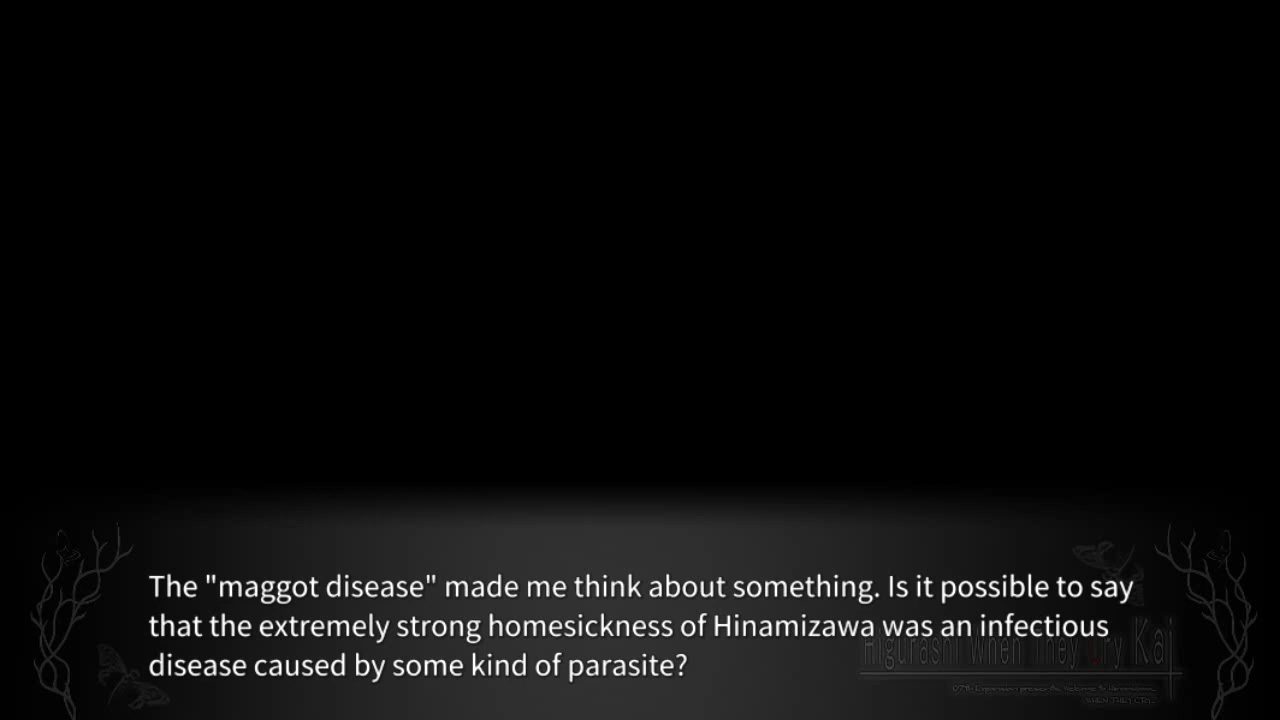 The "maggot disease" made me think about something. Is it possible to say
that the extremely strong homesickness of Hinamizawa was an infectious
disease caused by some kind of parasite?
Higurashi When They Cry Kai